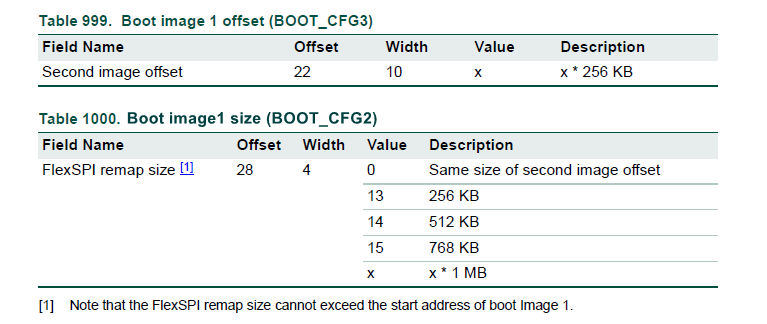 Table 999. Boot image 1 offset (BOOT_CFG3)
Field Name Offset Width Value Description
Second image offset 22 10 x x * 256 KB
Table 1000. Boot image1 size (BOOT_CFG2)
Field Name Offset Width Value Description
FlexSPI remap size [1] 28 4 0 Same size of second image offset
13 256 KB
14 512 KB
15 768 KB
x x * 1 MB
[1] Note that the FlexSPI remap size cannot exceed the start address of boot Image 1.